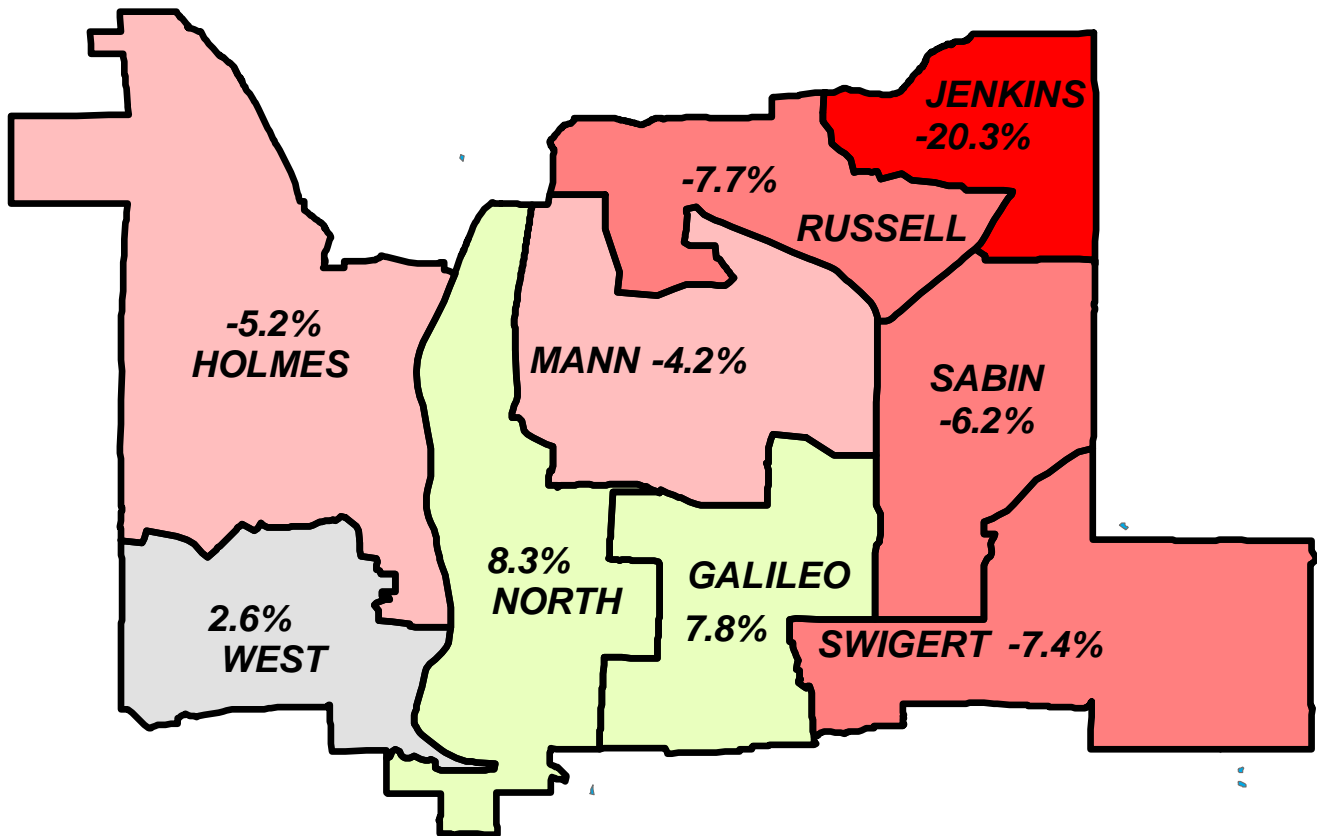 JENKINS
-20.3%
-7.7%
RUSSELL
-5.2%
HOLMES
MANN -4.2%
SABIN
-6.2%
8.3%
NORTH
GALILEO
7.8%
2.6%
WEST
SWIGERT -7.4%